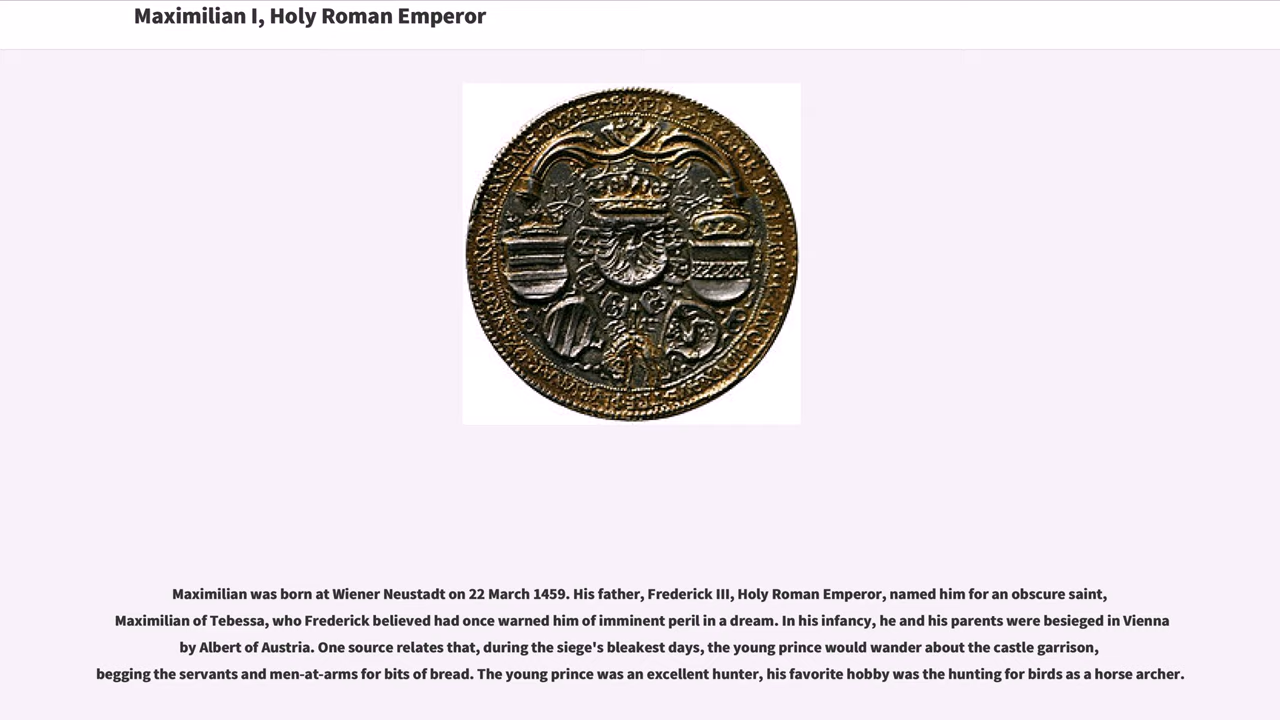 Maximilian I, Holy Roman Emperor
Maximilian was born at Wiener Neustadt on 22 March 1459. His father, Frederick III, Holy Roman Emperor, named him for an obscure saint,
Maximilian of Tebessa, who Frederick believed had once warned him of imminent peril in a dream. In his infancy, he and his parents were besieged in Vienna
by Albert of Austria. One source relates that, during the siege's bleakest days, the young prince would wander about the castle garrison,
begging the servants and men-at-arms for bits of bread. The young prince was an excellent hunter, his favorite hobby was the hunting for birds as a horse archer.